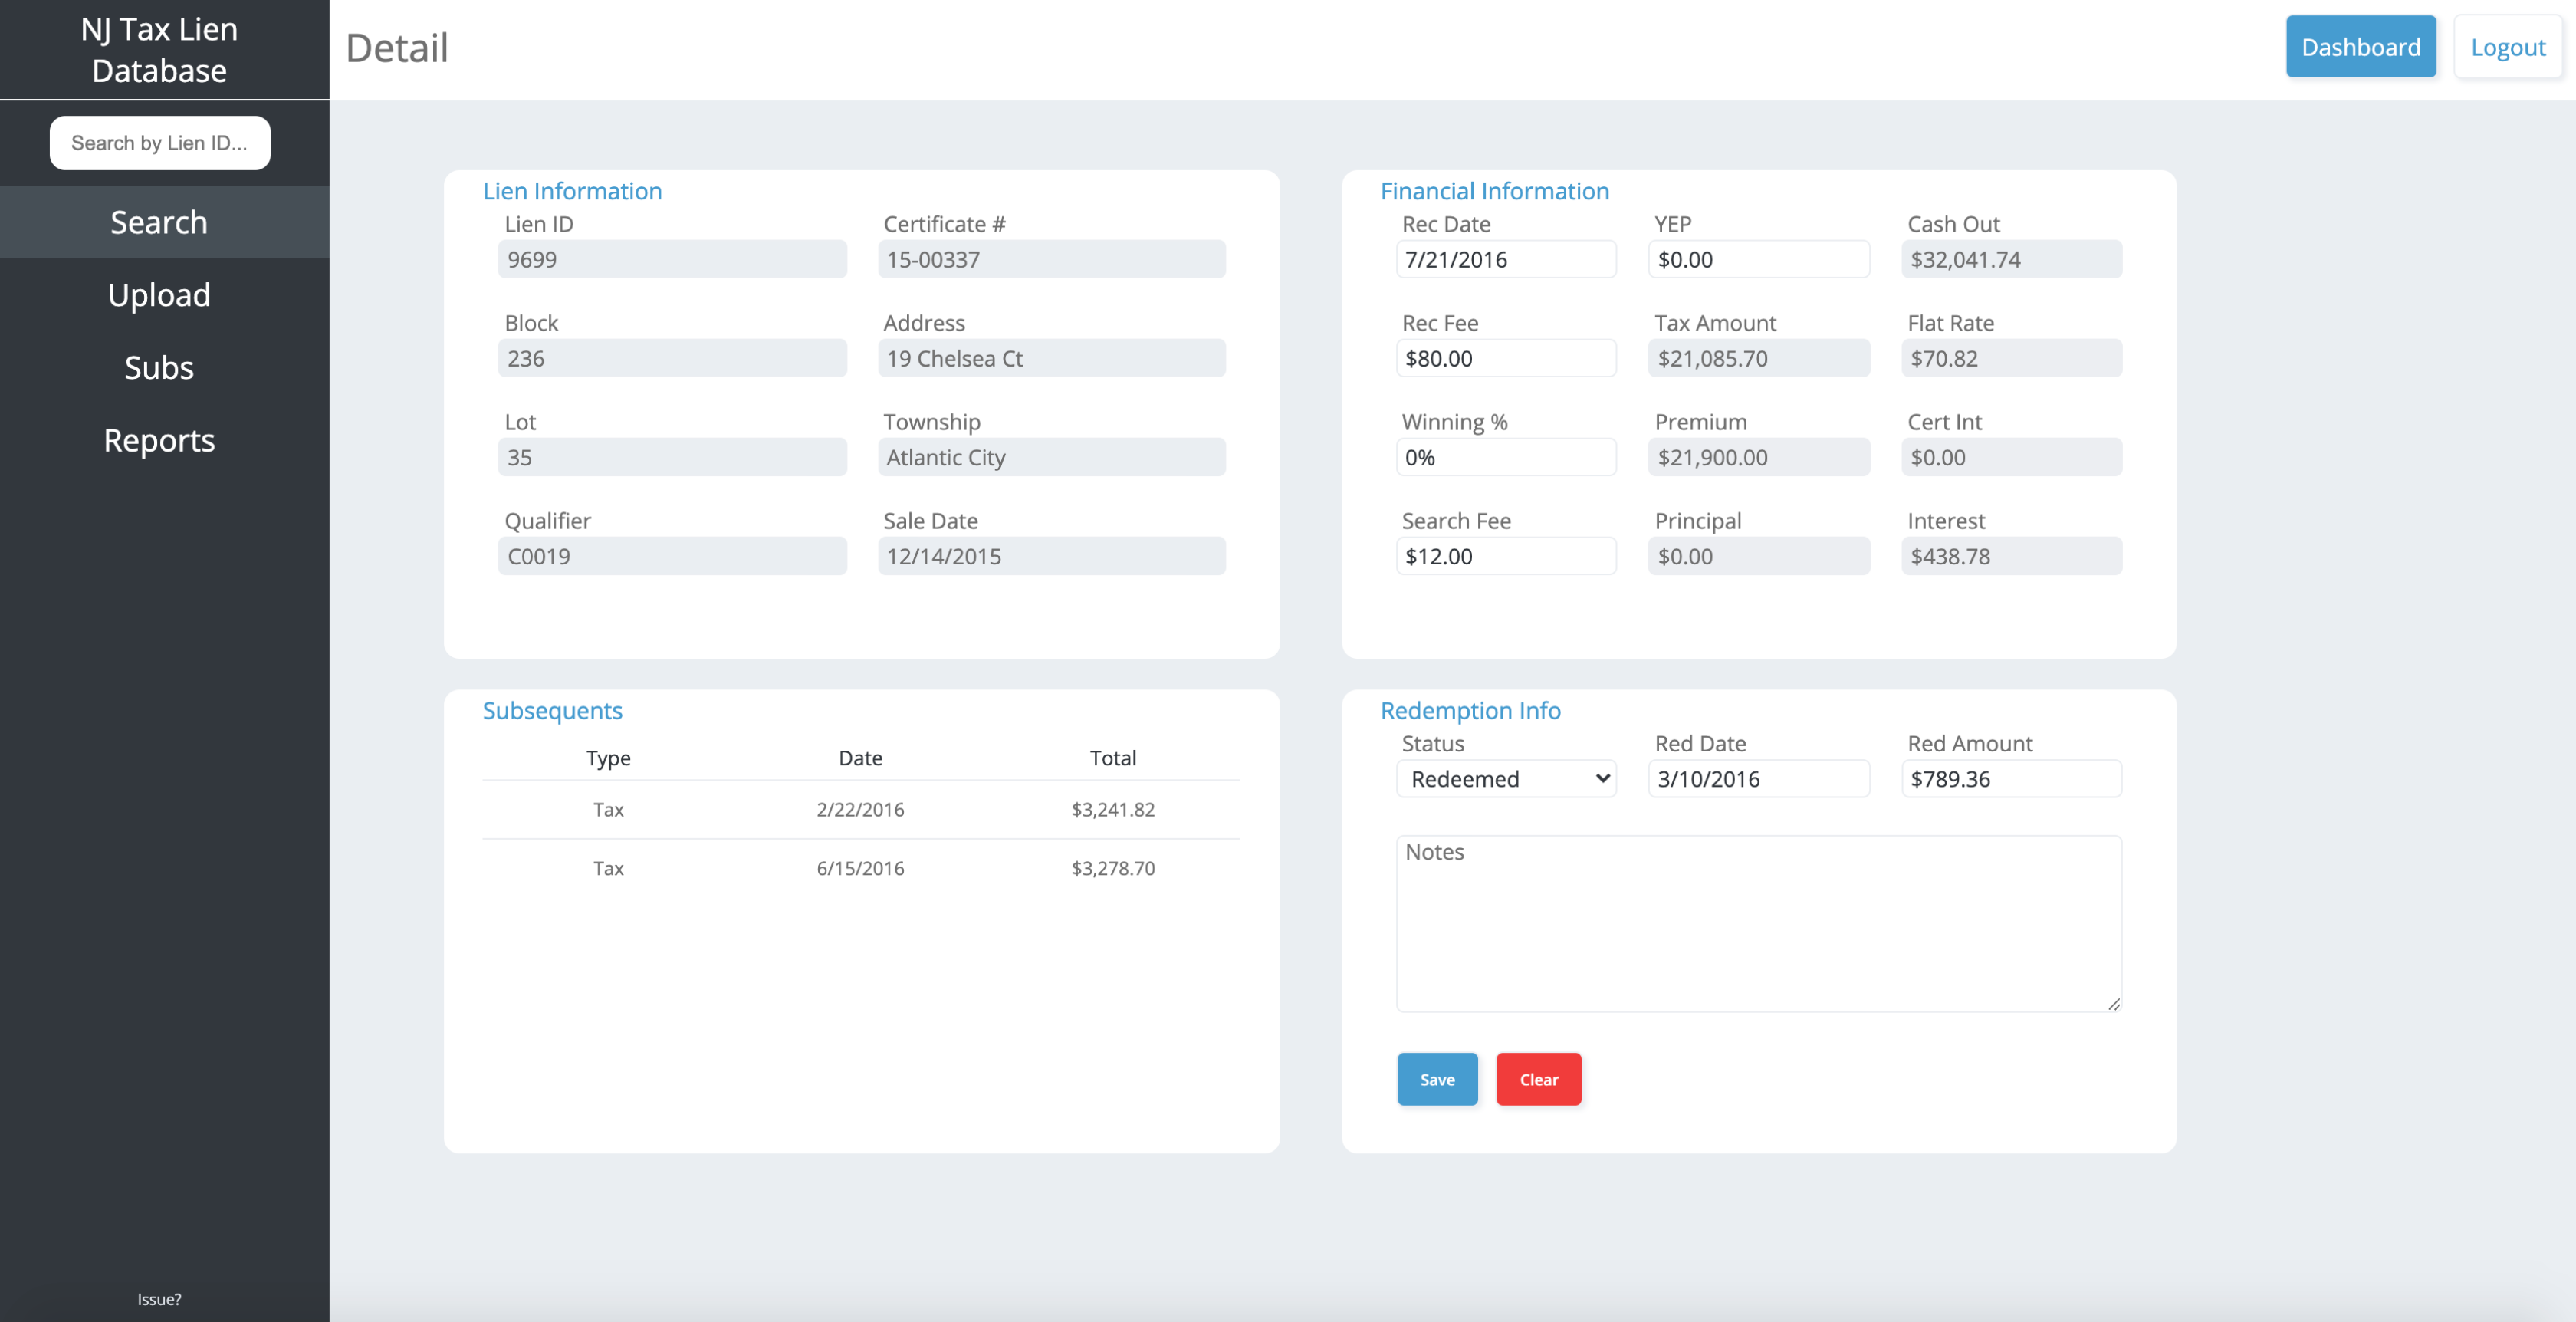 NJ Tax Lien
Database
Search by Lien ID...
Search
Upload
Subs
Reports
Issue?
Detail
Dashboard
Logout
Lien Information
Lien ID
9699
Certificate #
15-00337
Block
236
Address
19 Chelsea Ct
Lot
35
Township
Atlantic City
Qualifier
C0019
Sale Date
12/14/2015
Financial Information
Rec Date
7/21/2016
YEP
$0.00
Cash Out
$32,041.74
Rec Fee
$80.00
Tax Amount
$21,085.70
Flat Rate
$70.82
Winning %
0%
Premium
$21,900.00
Cert Int
$0.00
Search Fee
$12.00
Principal
$0.00
Interest
$438.78
Subsequents
Type Date Total
Tax 2/22/2016 $3,241.82
Tax 6/15/2016 $3,278.70
Redemption Info
Status
Redeemed
Red Date
3/10/2016
Red Amount
$789.36
Notes
Save
Clear